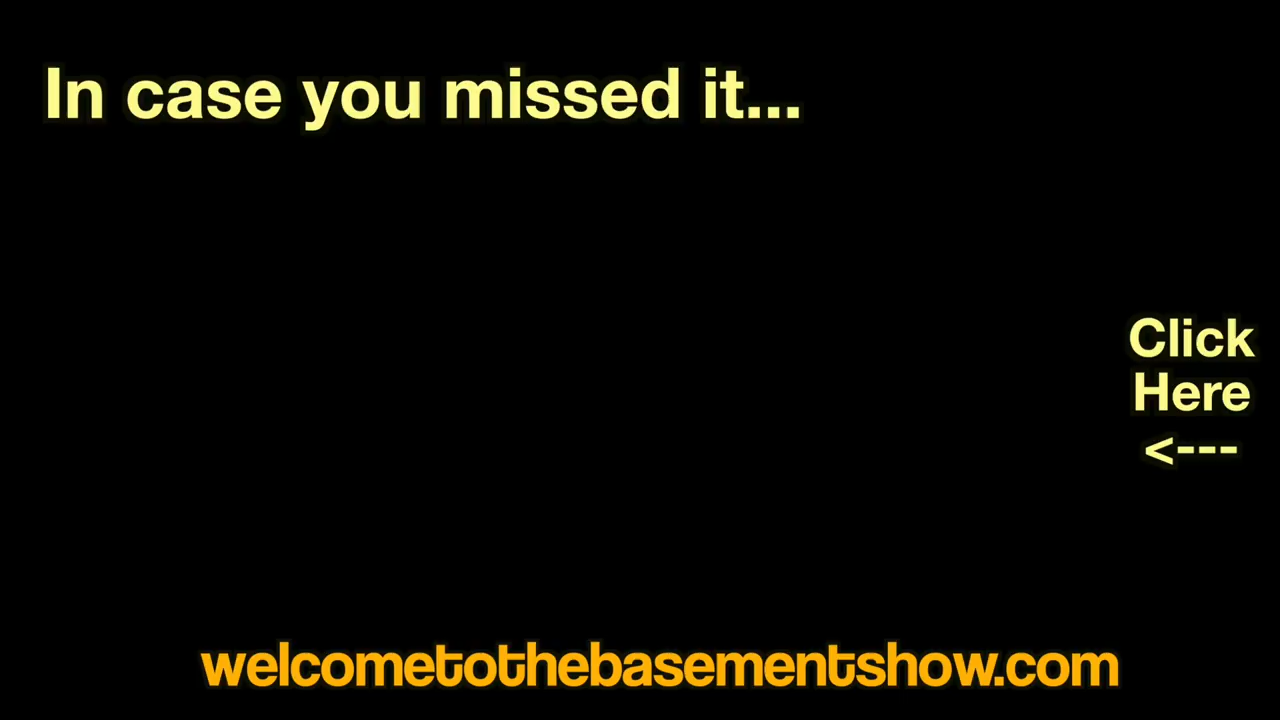 In case you missed it...
Click
Here
<---
welcometothebasementshow.com